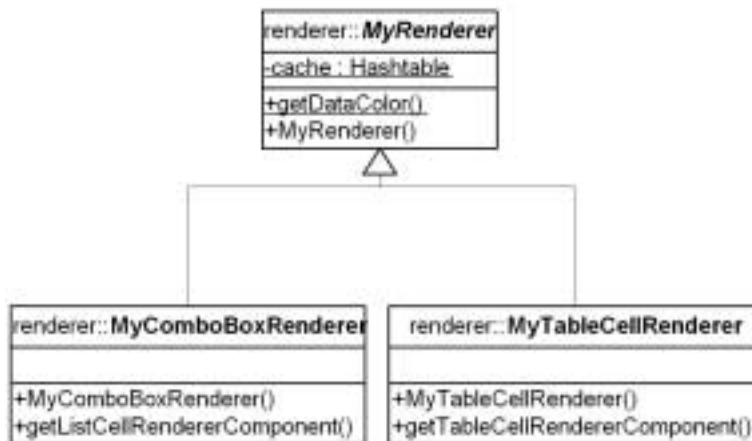 renderer::MyRenderer
-cache : Hashtable
+getDataColor()
+MyRenderer()
renderer::MyComboBoxRenderer
+MyComboBoxRenderer()
+getListCellRendererComponent()
renderer::MyTableCellRenderer
+MyTableCellRenderer()
+getTableCellRendererComponent()